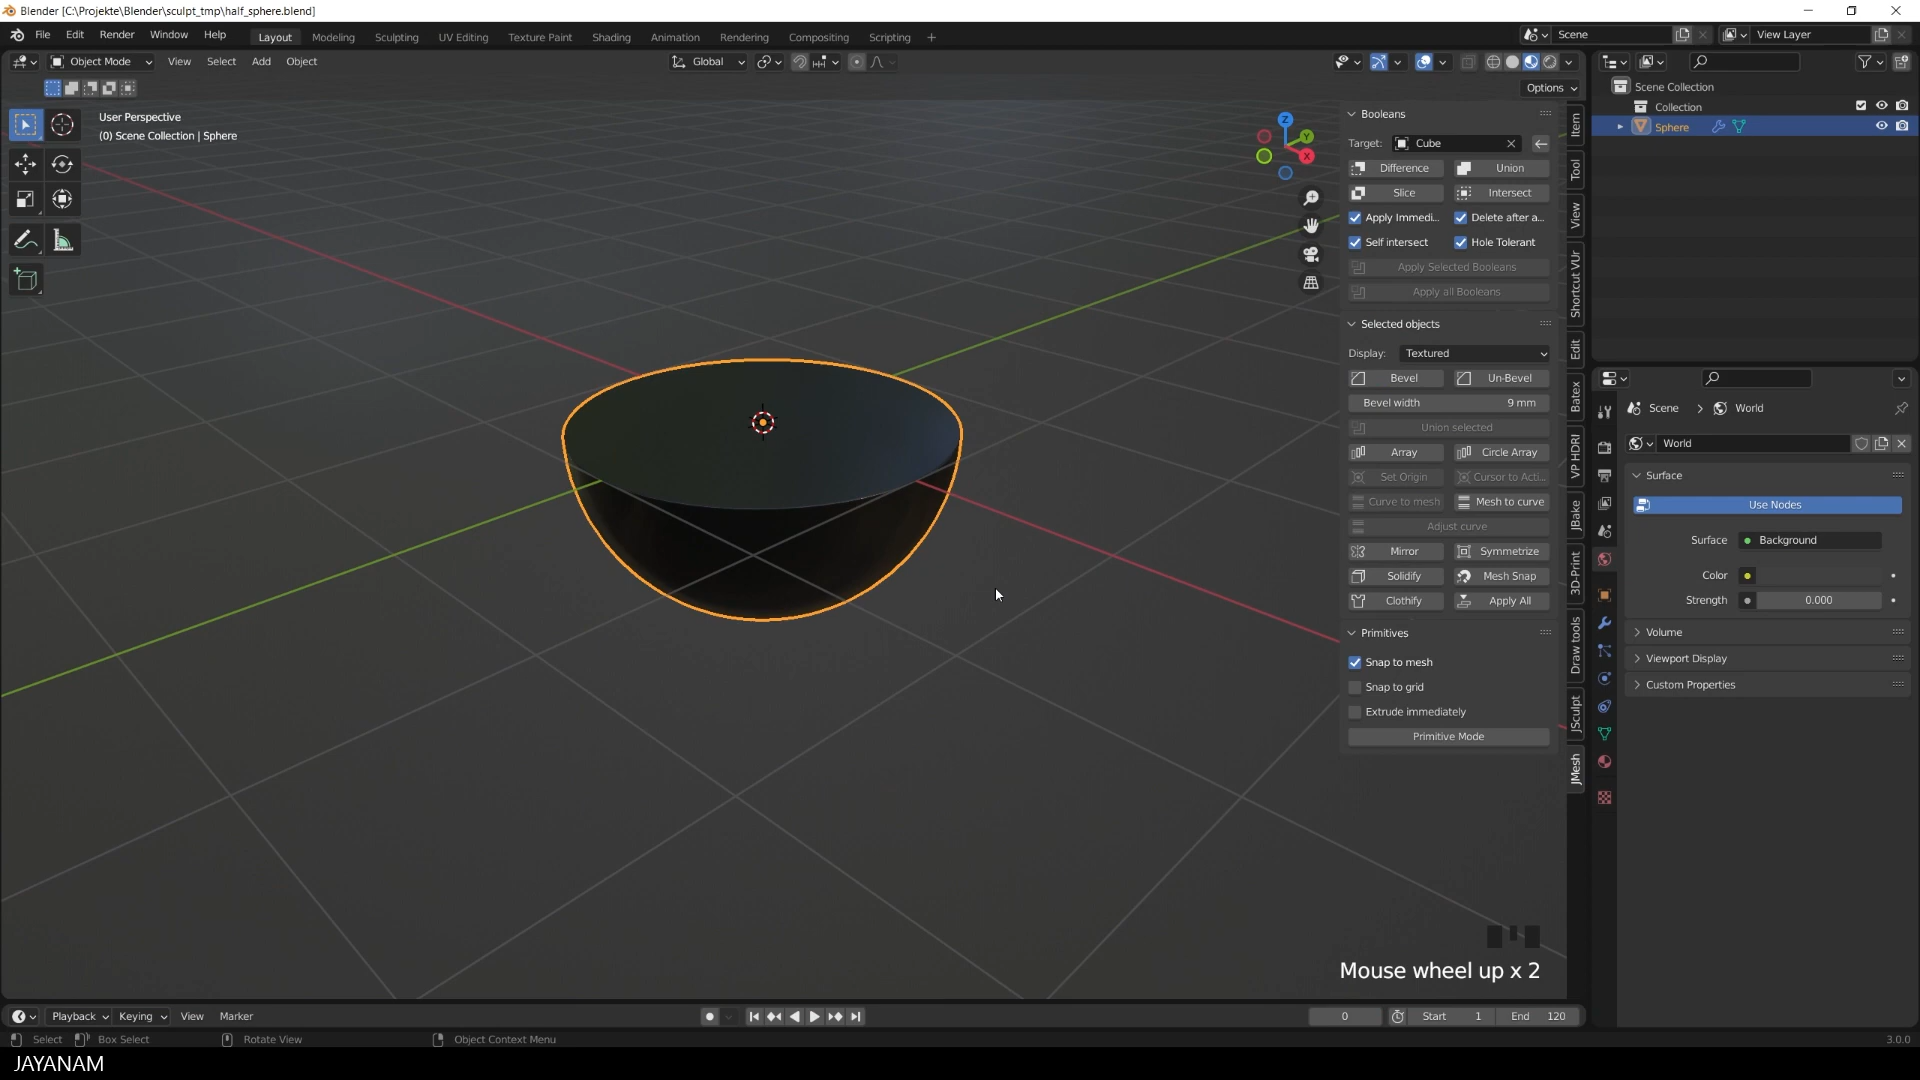 Blender [C:\Projekte\Blender\sculpt_tmp\half_sphere.blend]
File Edit Render Window Help Layout Modeling Sculpting UV Editing Texture Paint Shading Animation Rendering Compositing Scripting + Scene View Layer
Object Mode View Select Add Object Global
Options
User Perspective
(0) Scene Collection | Sphere
Z
Y
X
Booleans
Target: Cube
Difference Union
Slice Intersect
Apply Immedi... Delete after a...
Self intersect Hole Tolerant
Apply Selected Booleans
Apply all Booleans
Selected objects
Display: Textured
Bevel Un-Bevel
Bevel width 9 mm
Union selected
Array Circle Array
Set Origin Cursor to Acti...
Curve to mesh Mesh to curve
Adjust curve
Mirror Symmetrize
Solidify Mesh Snap
Clothify Apply All
Primitives
Snap to mesh
Snap to grid
Extrude immediately
Primitive Mode
Item
Tool
View
Shortcut VUr
Edit
Batex
VP HDRI
JBake
3D-Print
Draw tools
JSculpt
JMesh
Scene Collection
Collection
Sphere
Scene > World
World
Surface
Use Nodes
Surface Background
Color
Strength 0.000
Volume
Viewport Display
Custom Properties
Mouse wheel up x 2
Playback Keying View Marker 0 Start 1 End 120
Select Box Select Rotate View Object Context Menu 3.0.0
JAYANAM